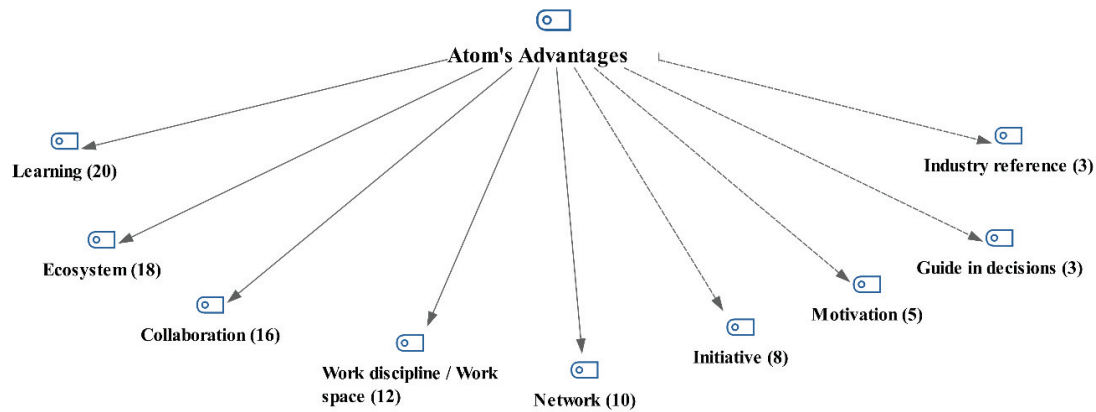 Atom's Advantages
Learning (20)
Industry reference (3)
Ecosystem (18)
Guide in decisions (3)
Collaboration (16)
Motivation (5)
Work discipline / Work
space (12)
Initiative (8)
Network (10)